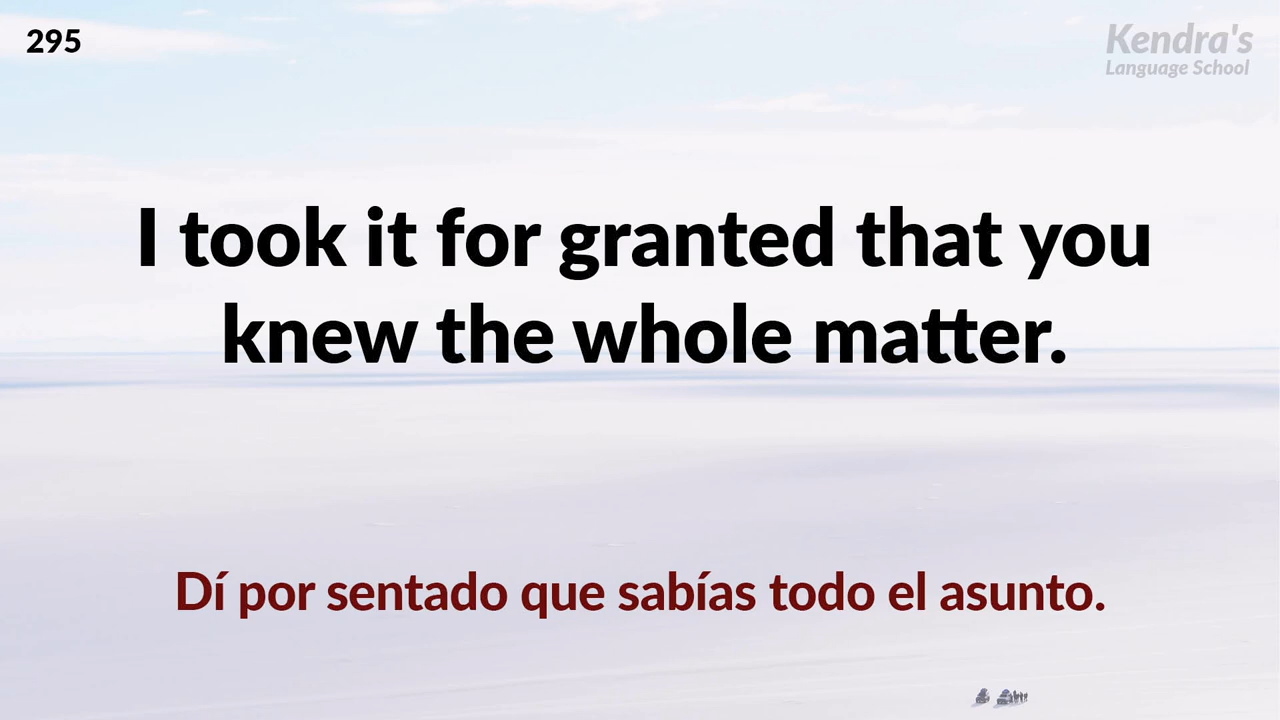 295
Kendra's
Language School
I took it for granted that you
knew the whole matter.
Dí por sentado que sabías todo el asunto.